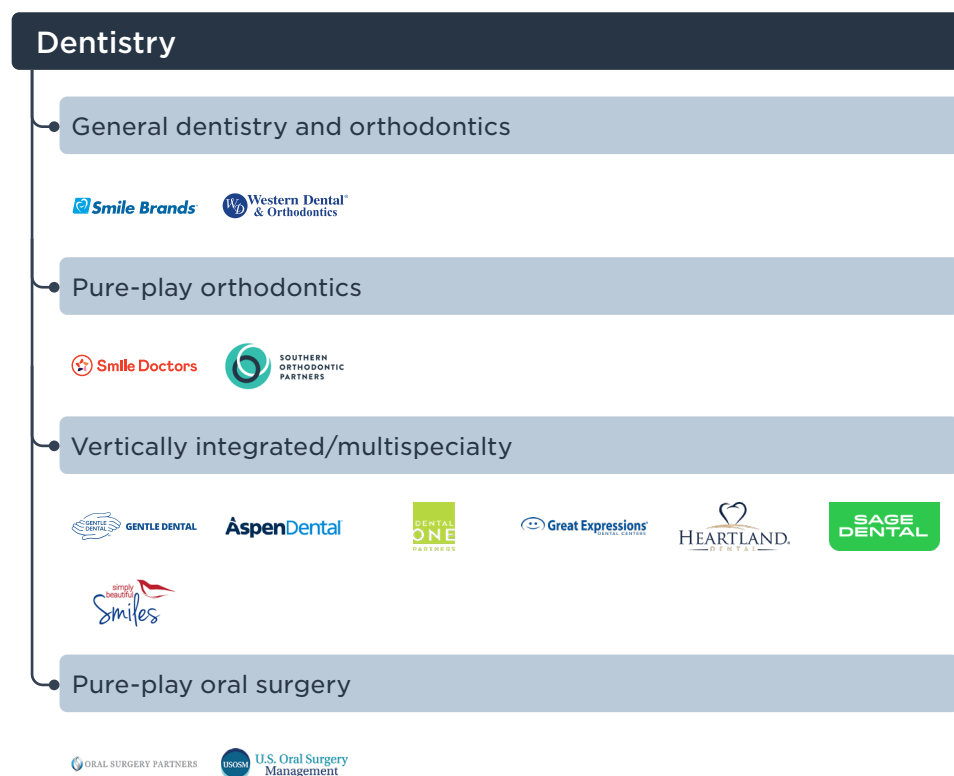 Dentistry
General dentistry and orthodontics
Smile Brands
WD
Western Dental®
& Orthodontics
Pure-play orthodontics
Smile Doctors
SOUTHERN
ORTHODONTIC
PARTNERS
Vertically integrated/multispecialty
GENTLE
DENTAL
GENTLE DENTAL
AspenDental
DENTAL
ONE
PARTNERS
Great Expressions®
DENTAL CENTERS
HEARTLAND.
DENTAL
SAGE
DENTAL
simply
beautiful
Smiles
Pure-play oral surgery
ORAL SURGERY PARTNERS
USOSM
U.S. Oral Surgery
Management